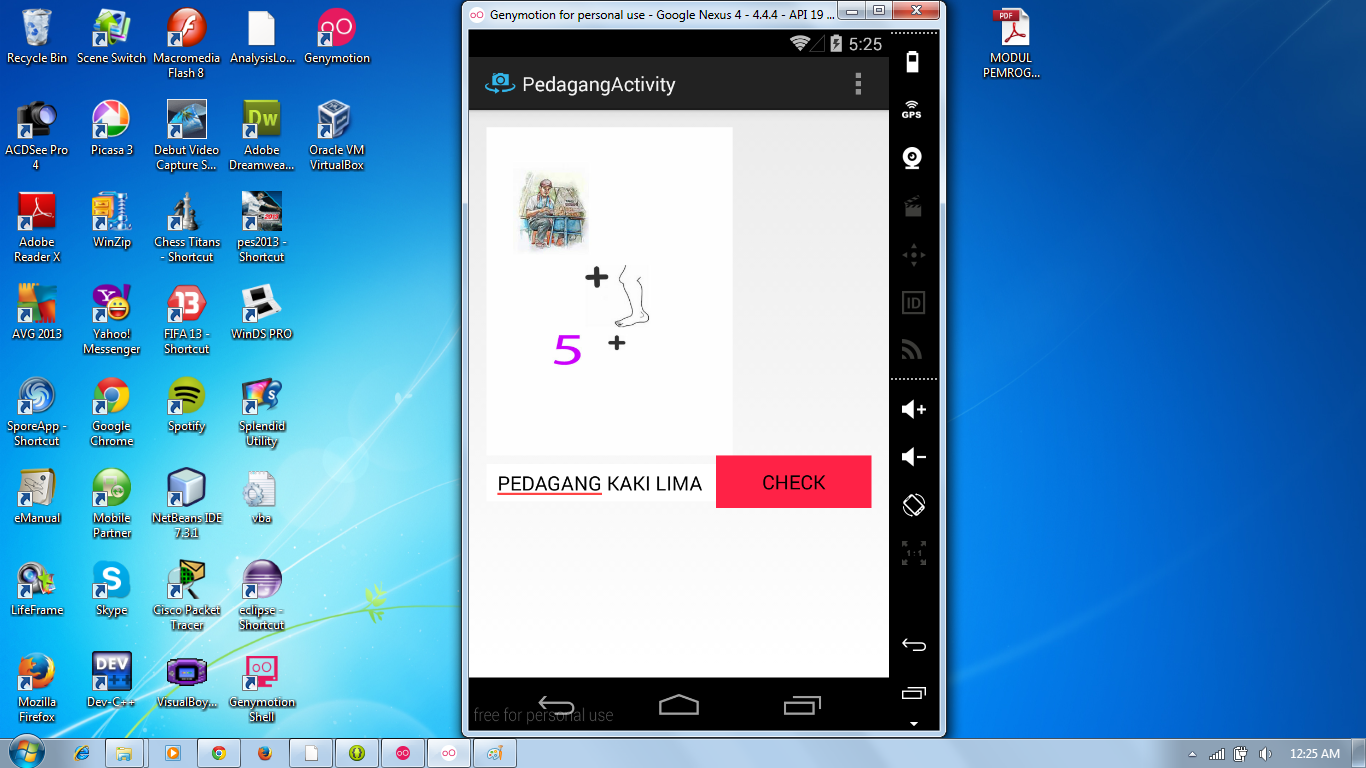 Recycle Bin
Scene Switch
Macromedia
Flash 8
AnalysisLo...
Genymotion
ACDSee Pro
4
Picasa 3
Debut Video
Capture S...
Dw
Adobe
Dreamwea...
Oracle VM
VirtualBox
Adobe
Reader X
WinZip
Chess Titans
- Shortcut
pes2013 -
Shortcut
AVG 2013
Yahoo!
Messenger
13
FIFA 13 -
Shortcut
WinDS PRO
SporeApp -
Shortcut
Google
Chrome
Spotify
Splendid
Utility
eManual
Mobile
Partner
NetBeans IDE
7.3.1
vba
LifeFrame
Skype
Cisco Packet
Tracer
eclipse -
Shortcut
Mozilla
Firefox
DEV
Dev-C++
VisualBoy...
Genymotion
Shell
Genymotion for personal use - Google Nexus 4 - 4.4.4 - API 19 ...
5:25
PedagangActivity
+
5 +
PEDAGANG KAKI LIMA
CHECK
free for personal use
GPS
ID
1:1
PDF
MODUL
PEMROG...
12:25 AM